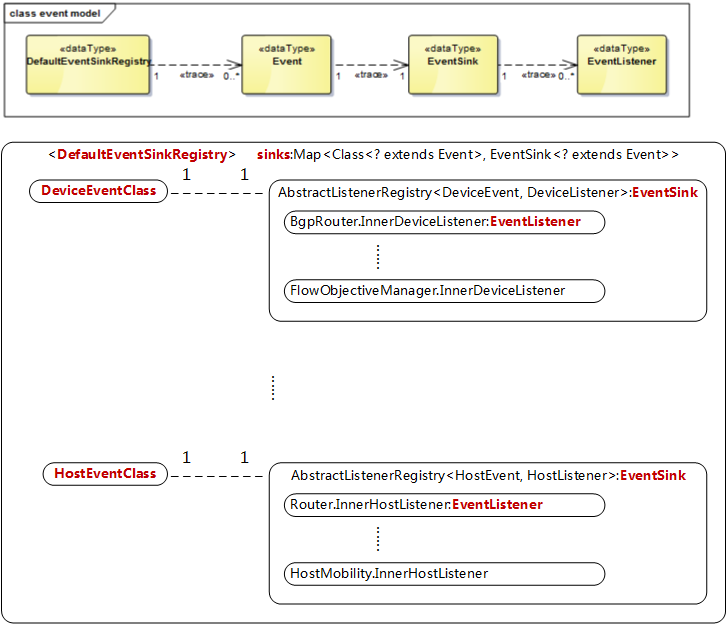 class event model
«dataType»
DefaultEventSinkRegistry
1
«trace»
0..*
«dataType»
Event
1
«trace»
1
«dataType»
EventSink
1
«trace»
0..*
«dataType»
EventListener
<DefaultEventSinkRegistry> sinks:Map<Class<? extends Event>, EventSink<? extends Event>>
DeviceEventClass
1 1
AbstractListenerRegistry<DeviceEvent, DeviceListener>:EventSink
BgpRouter.InnerDeviceListener:EventListener
FlowObjectiveManager.InnerDeviceListener
HostEventClass
1 1
AbstractListenerRegistry<HostEvent, HostListener>:EventSink
Router.InnerHostListener:EventListener
HostMobility.InnerHostListener